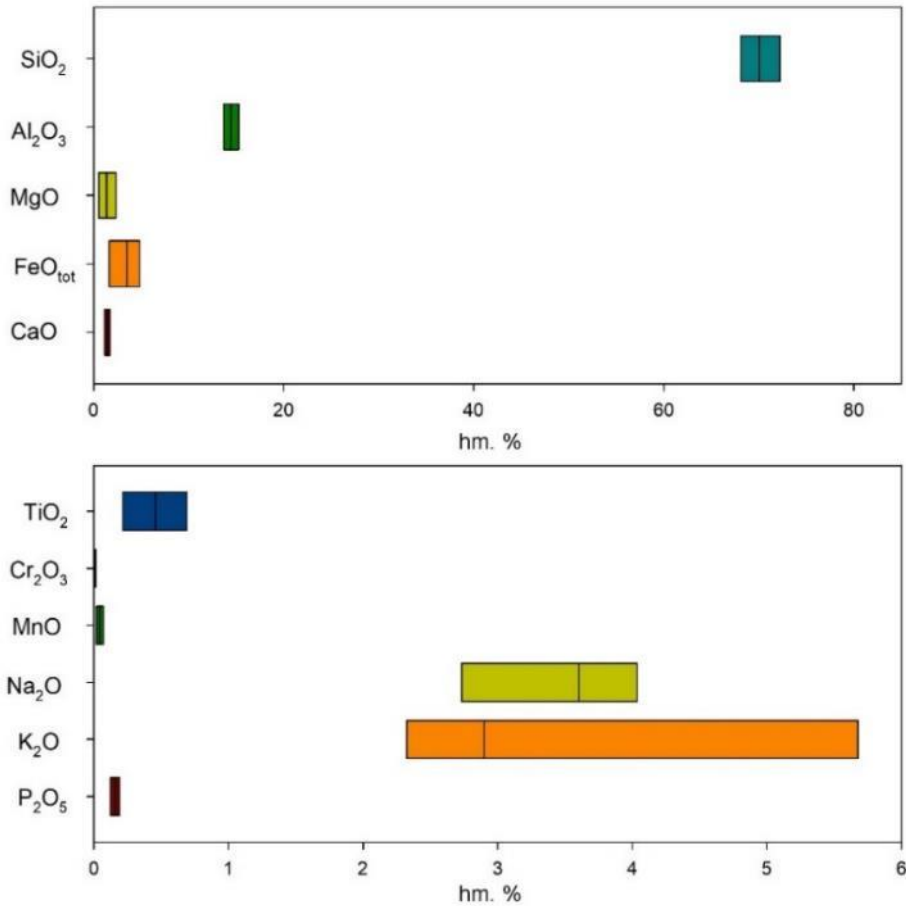 SiO₂
Al₂O₃
MgO
FeOtot
CaO
0 20 40 60 80
hm. %
TiO₂
Cr₂O₃
MnO
Na₂O
K₂O
P₂O₅
0 1 2 3 4 5 6
hm. %